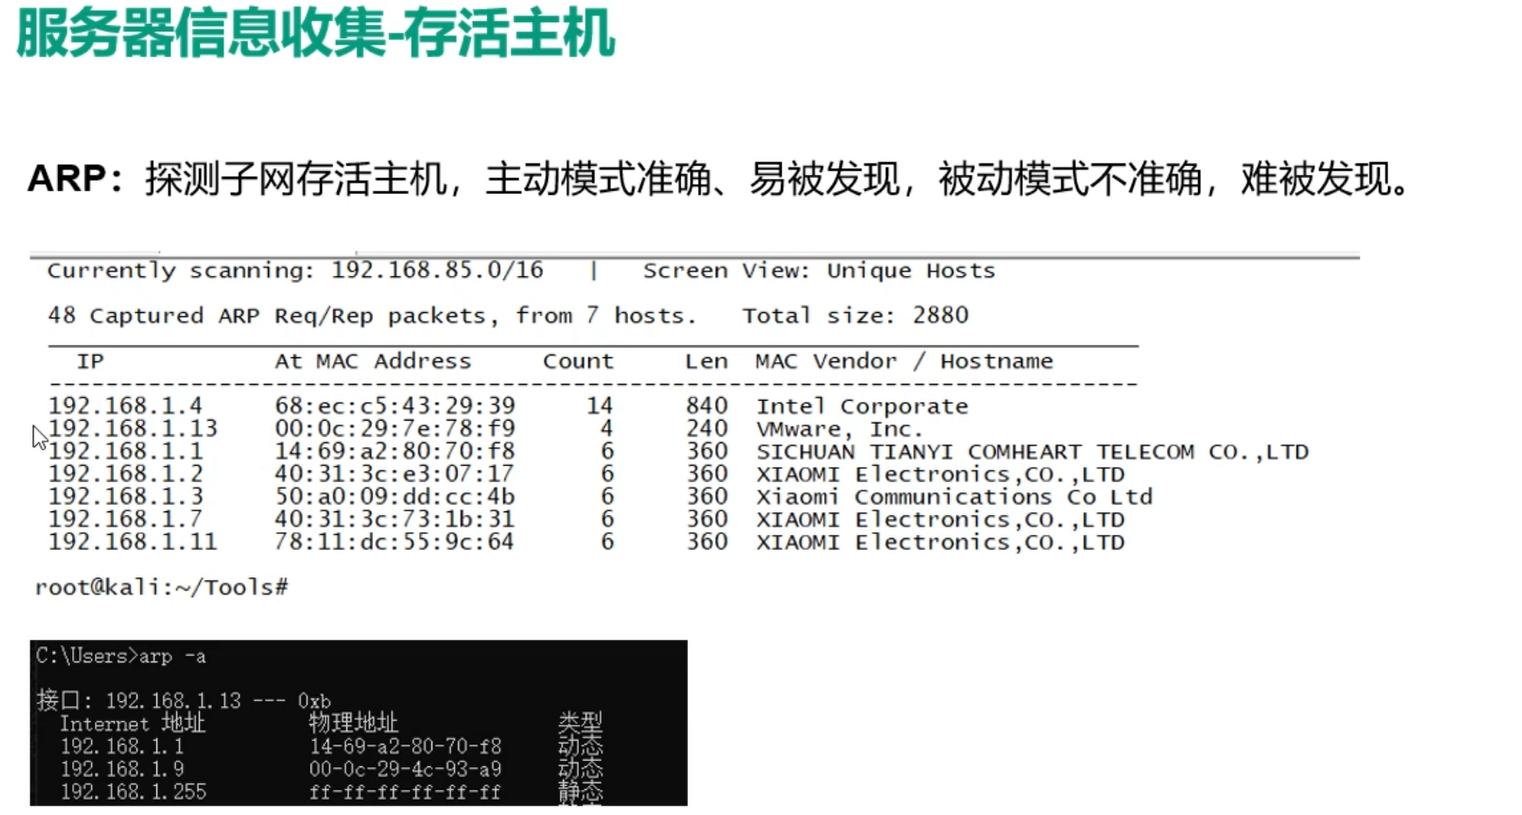 服务器信息收集-存活主机
ARP：探测子网存活主机，主动模式准确、易被发现，被动模式不准确，难被发现。
Currently scanning: 192.168.85.0/16   |   Screen View: Unique Hosts
48 Captured ARP Req/Rep packets, from 7 hosts.   Total size: 2880
IP            At MAC Address     Count     Len  MAC Vendor / Hostname
-----------------------------------------------------------------------------
192.168.1.4     68:ec:c5:43:29:39     14     840  Intel Corporate
192.168.1.13    00:0c:29:7e:78:f9      4     240  VMware, Inc.
192.168.1.1     14:69:a2:80:70:f8      6     360  SICHUAN TIANYI COMHEART TELECOM CO.,LTD
192.168.1.2     40:31:3c:e3:07:17      6     360  XIAOMI Electronics,CO.,LTD
192.168.1.3     50:a0:09:dd:cc:4b      6     360  Xiaomi Communications Co Ltd
192.168.1.7     40:31:3c:73:1b:31      6     360  XIAOMI Electronics,CO.,LTD
192.168.1.11    78:11:dc:55:9c:64      6     360  XIAOMI Electronics,CO.,LTD
root@kali:~/Tools#
C:\Users>arp -a
接口: 192.168.1.13 --- 0xb
Internet 地址         物理地址              类型
192.168.1.1           14-69-a2-80-70-f8     动态
192.168.1.9           00-0c-29-4c-93-a9     动态
192.168.1.255         ff-ff-ff-ff-ff-ff     静态